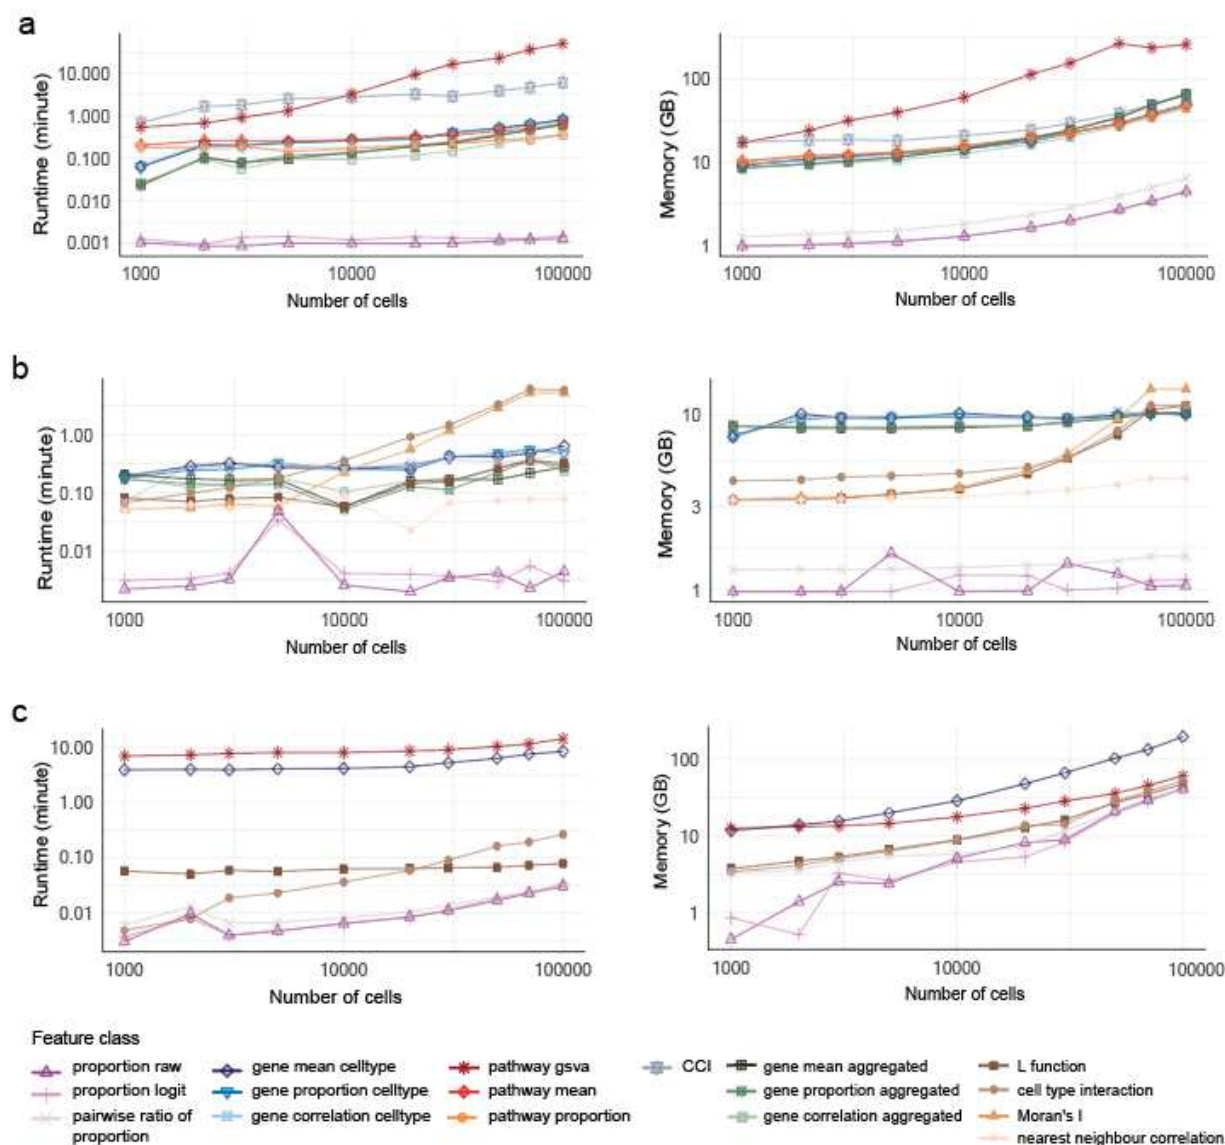 a
Runtime (minute)
10.000
1.000
0.100
0.010
0.001
1000
10000
100000
Number of cells
Memory (GB)
100
10
1
1000
10000
100000
Number of cells
b
Runtime (minute)
1.00
0.10
0.01
1000
10000
100000
Number of cells
Memory (GB)
10
3
1
1000
10000
100000
Number of cells
c
Runtime (minute)
10.00
1.00
0.10
0.01
1000
10000
100000
Number of cells
Memory (GB)
100
10
1
1000
10000
100000
Number of cells
Feature class
proportion raw
proportion logit
pairwise ratio of
proportion
gene mean celltype
gene proportion celltype
gene correlation celltype
pathway gsva
pathway mean
pathway proportion
CCI
gene mean aggregated
gene proportion aggregated
gene correlation aggregated
L function
cell type interaction
Moran's I
nearest neighbour correlation